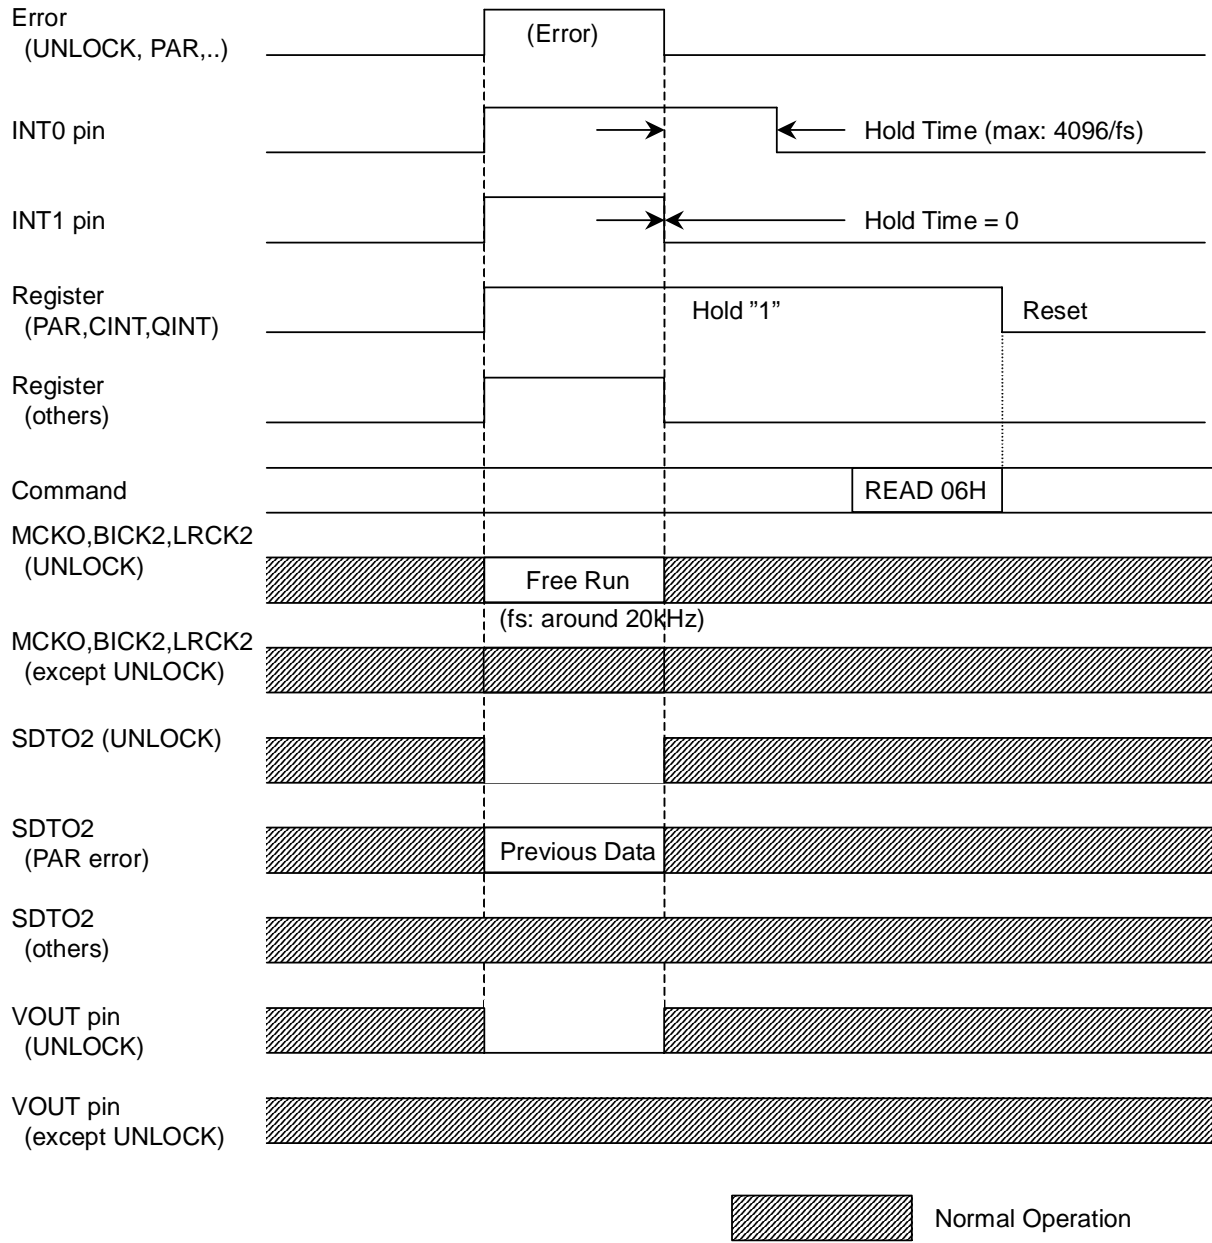 Error
(UNLOCK, PAR,..)
(Error)
INT0 pin
Hold Time (max: 4096/fs)
INT1 pin
Hold Time = 0
Register
(PAR,CINT,QINT)
Hold ”1”
Reset
Register
(others)
Command
READ 06H
MCKO,BICK2,LRCK2
(UNLOCK)
Free Run
(fs: around 20kHz)
MCKO,BICK2,LRCK2
(except UNLOCK)
SDTO2 (UNLOCK)
SDTO2
(PAR error)
Previous Data
SDTO2
(others)
VOUT pin
(UNLOCK)
VOUT pin
(except UNLOCK)
Normal Operation